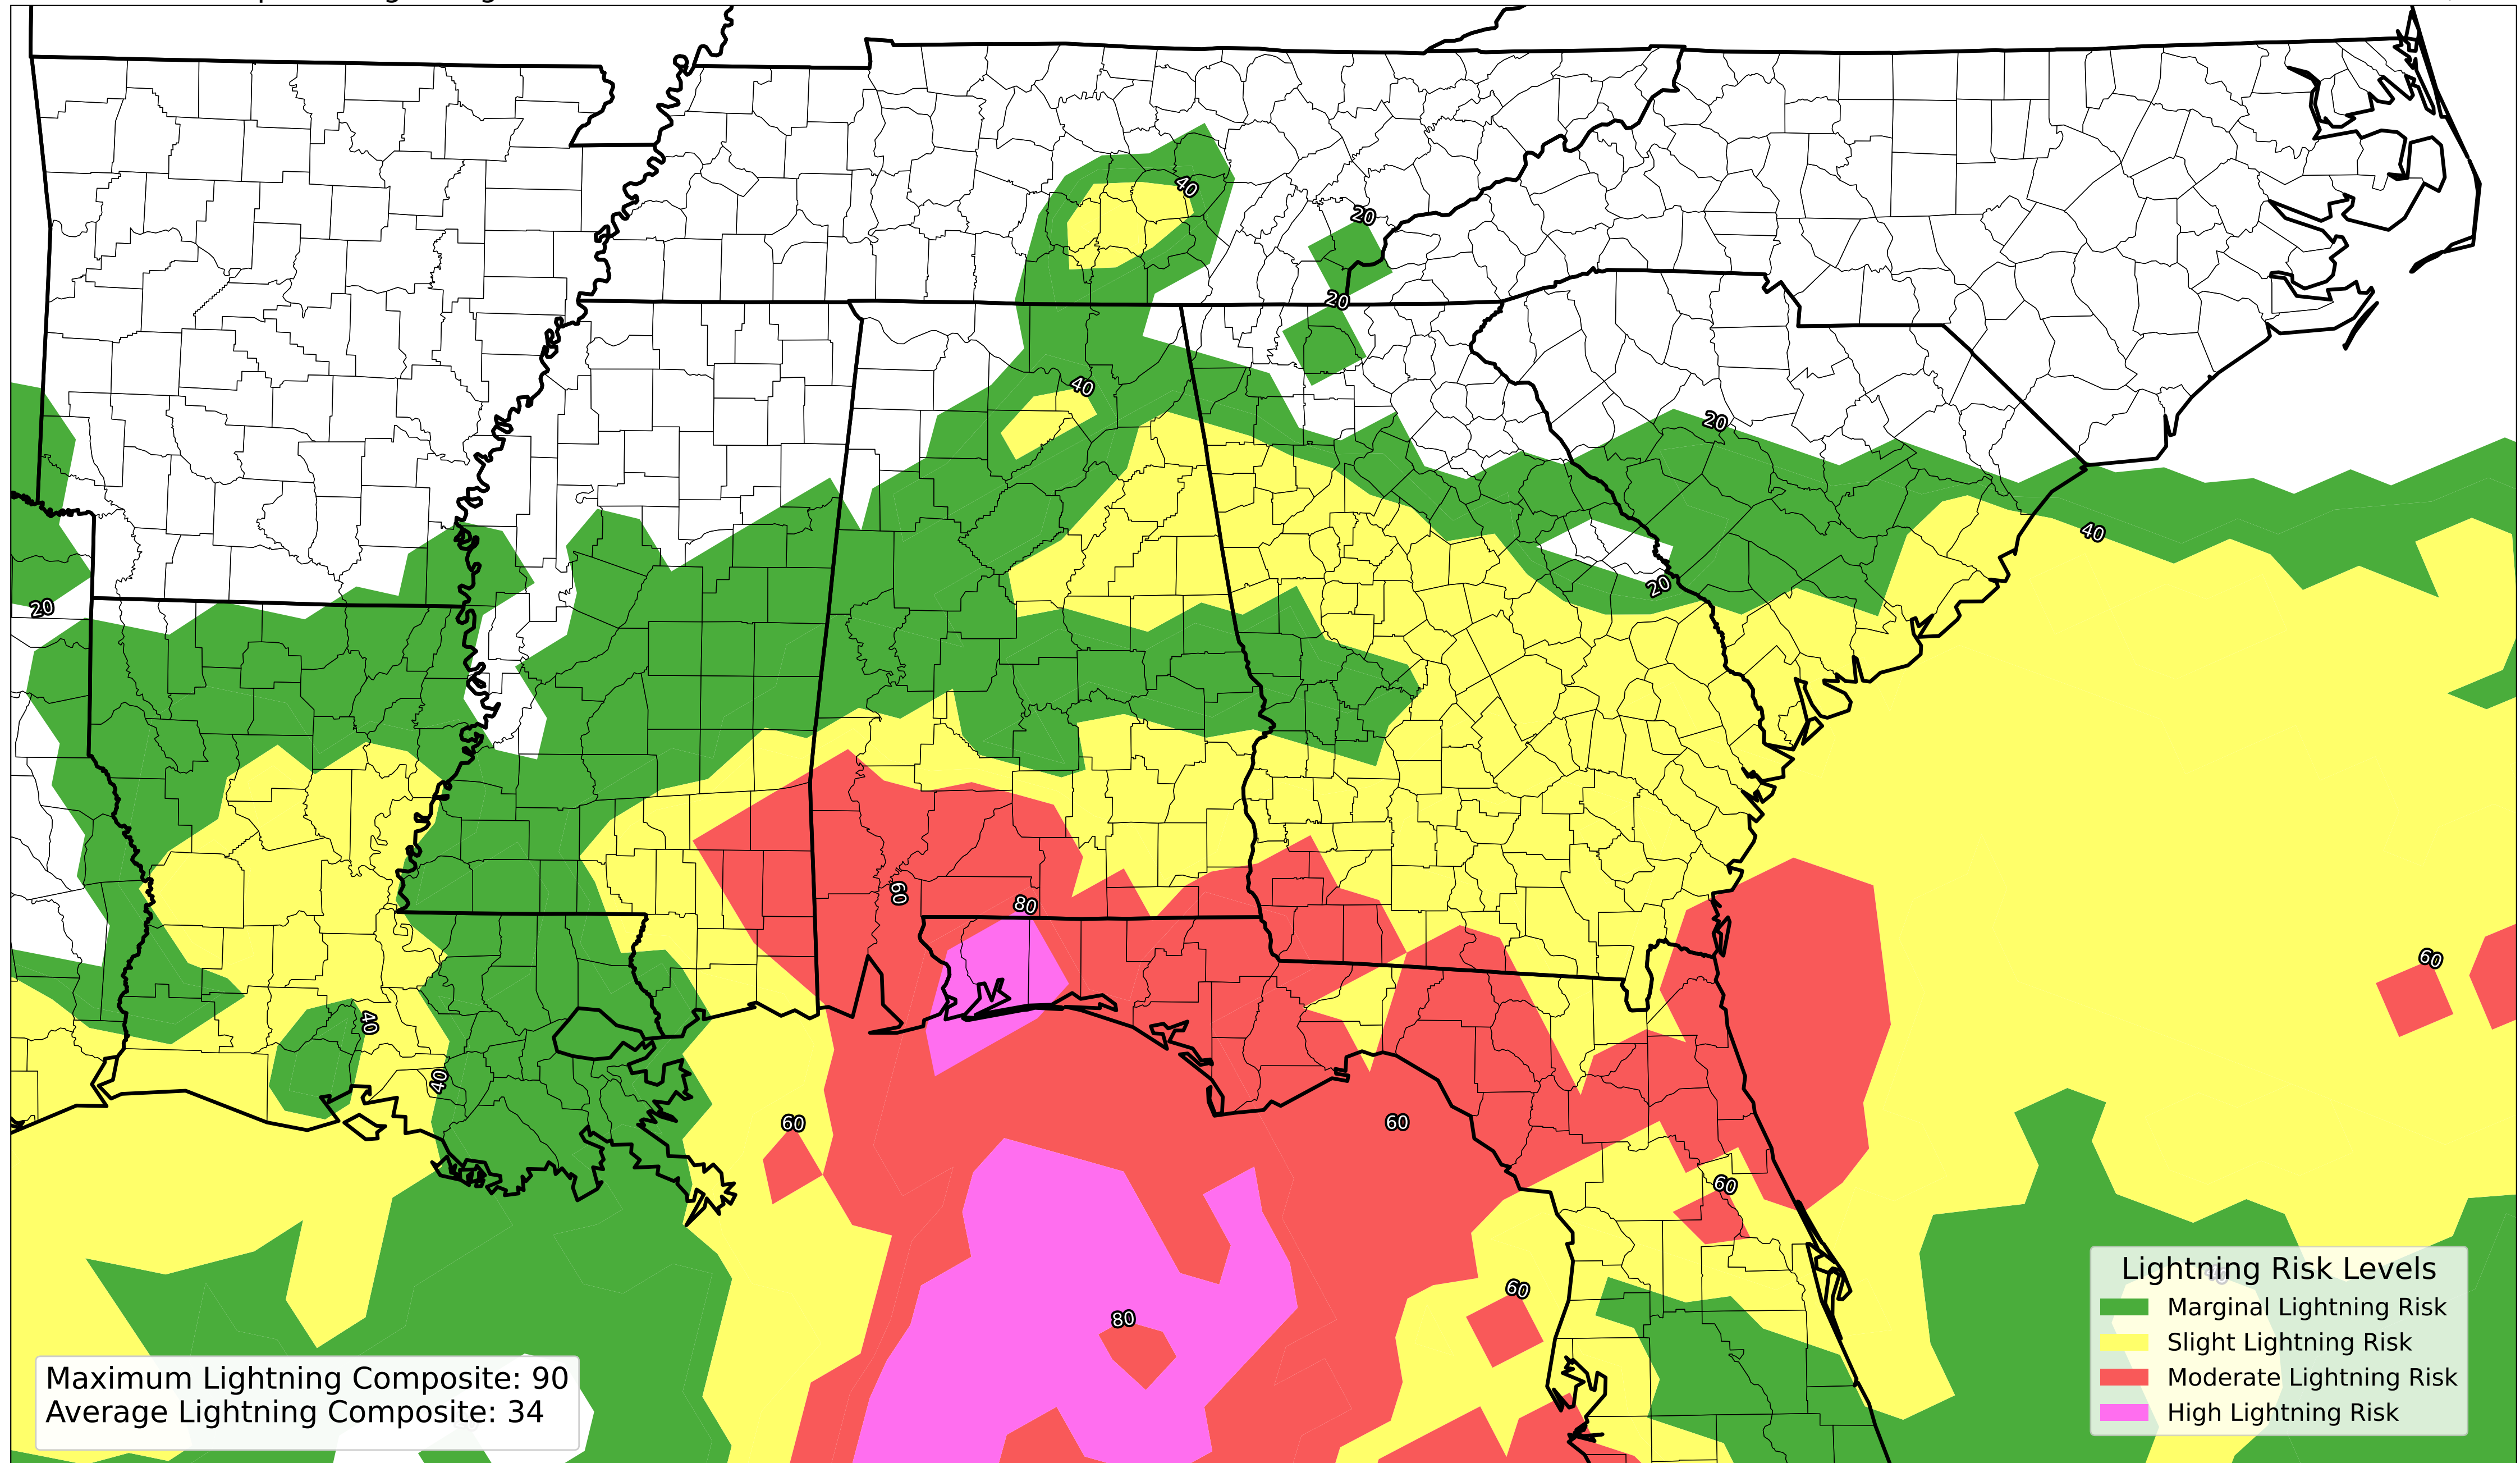 40
20
20
40
20
40
20
20
60
80
60
40
40
60
60
60
60
80
Lightning Risk Levels
Marginal Lightning Risk
Slight Lightning Risk
Moderate Lightning Risk
High Lightning Risk
Maximum Lightning Composite: 90
Average Lightning Composite: 34